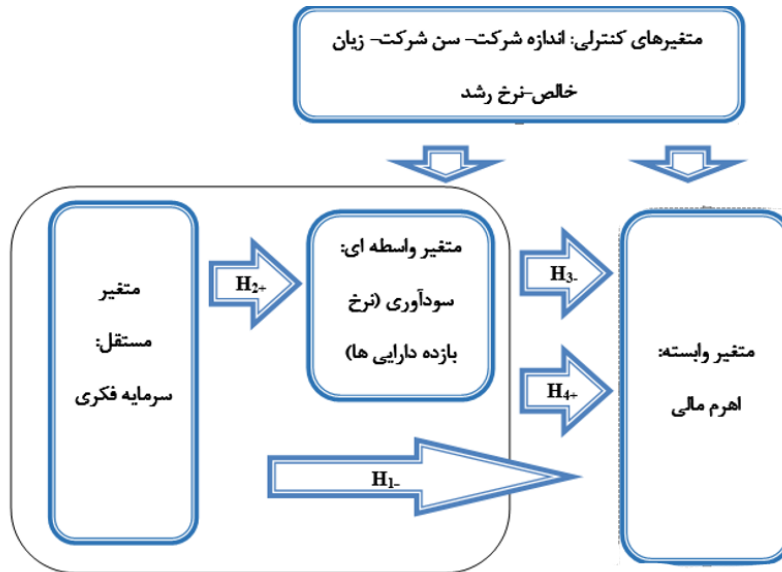 متغیرهای کنترلی: اندازه شرکت- سن شرکت- زیان
خالص-نرخ رشد
متغیر
مستقل:
سرمایه فکری
H2+
متغیر واسطه ای:
سودآوری (نرخ
بازده دارایی ها)
H3-
H4+
H1-
متغیر وابسته:
اهرم مالی